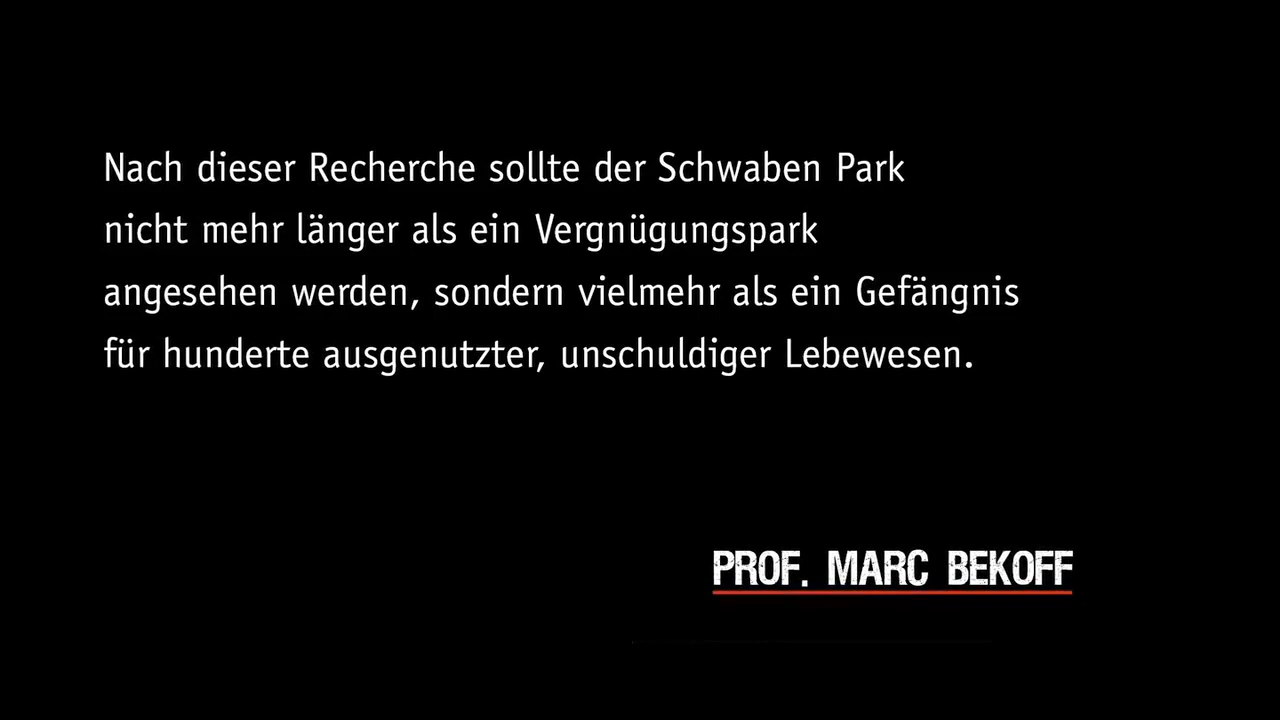 Nach dieser Recherche sollte der Schwaben Park
nicht mehr länger als ein Vergnügungspark
angesehen werden, sondern vielmehr als ein Gefängnis
für hunderte ausgenutzter, unschuldiger Lebewesen.
PROF. MARC BEKOFF